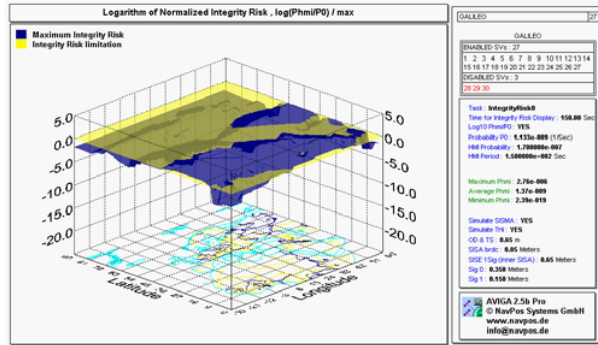 Logarithm of Normalized Integrity Risk , log(Phmi/P0) / max
Maximum Integrity Risk
Integrity Risk limitation
5.0
0.0
-5.0
-10.0
-15.0
-20.0
5.0
0.0
-5.0
-10.0
-15.0
-20.0
Latitude
Longitude
GALILEO 27
GALILEO
ENABLED SVs : 27
1 2 3 4 5 6 7 8 9 10 11 12 13 14
15 16 17 18 19 20 21 22 23 24 25 26 27
DISABLED SVs : 3
28 29 30
Task : IntegrityRisk0
Time for Integrity Risk Display : 150.00 Sec
Log10 Phmi/P0 : YES
Probability P0 : 1.133e-009 (1/Sec)
HMI Probability : 1.700000e-007
HMI Period : 1.500000e+002 Sec
Maximum Phmi : 2.76e-006
Average Phmi : 1.37e-009
Minimum Phmi : 2.39e-019
Simulate SISMA : YES
Simulate THi : YES
OD & TS : 0.65 m
SISA brdc : 0.85 Meters
SISE 1Sig (inner SISA) : 0.65 Meters
Sig 0 : 0.350 Meters
Sig 1 : 0.150 Meters
AVIGA 2.5b Pro
© NavPos Systems GmbH
www.navpos.de
info@navpos.de